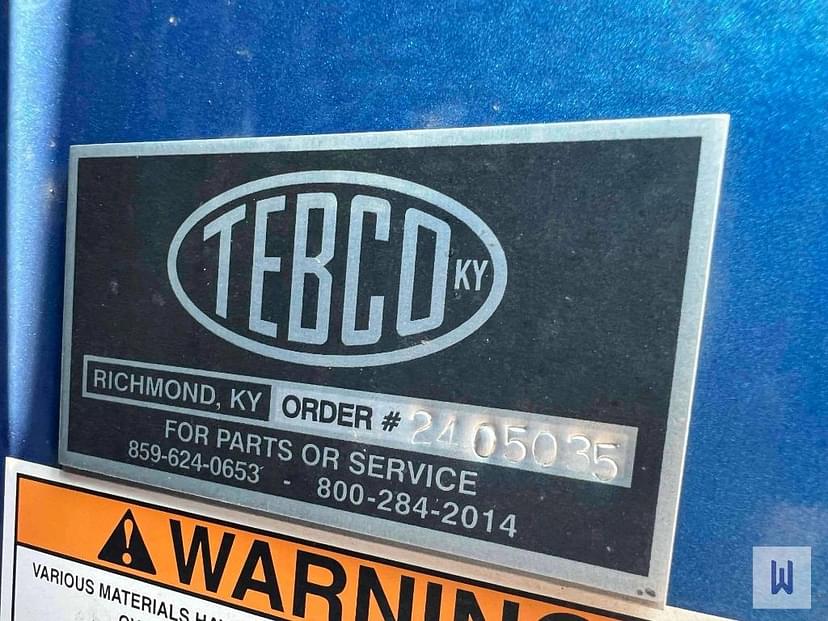 TEBCO KY
RICHMOND, KY ORDER # 2405035
FOR PARTS OR SERVICE
859-624-0653 - 800-284-2014
WARNING
VARIOUS MATERIALS
W